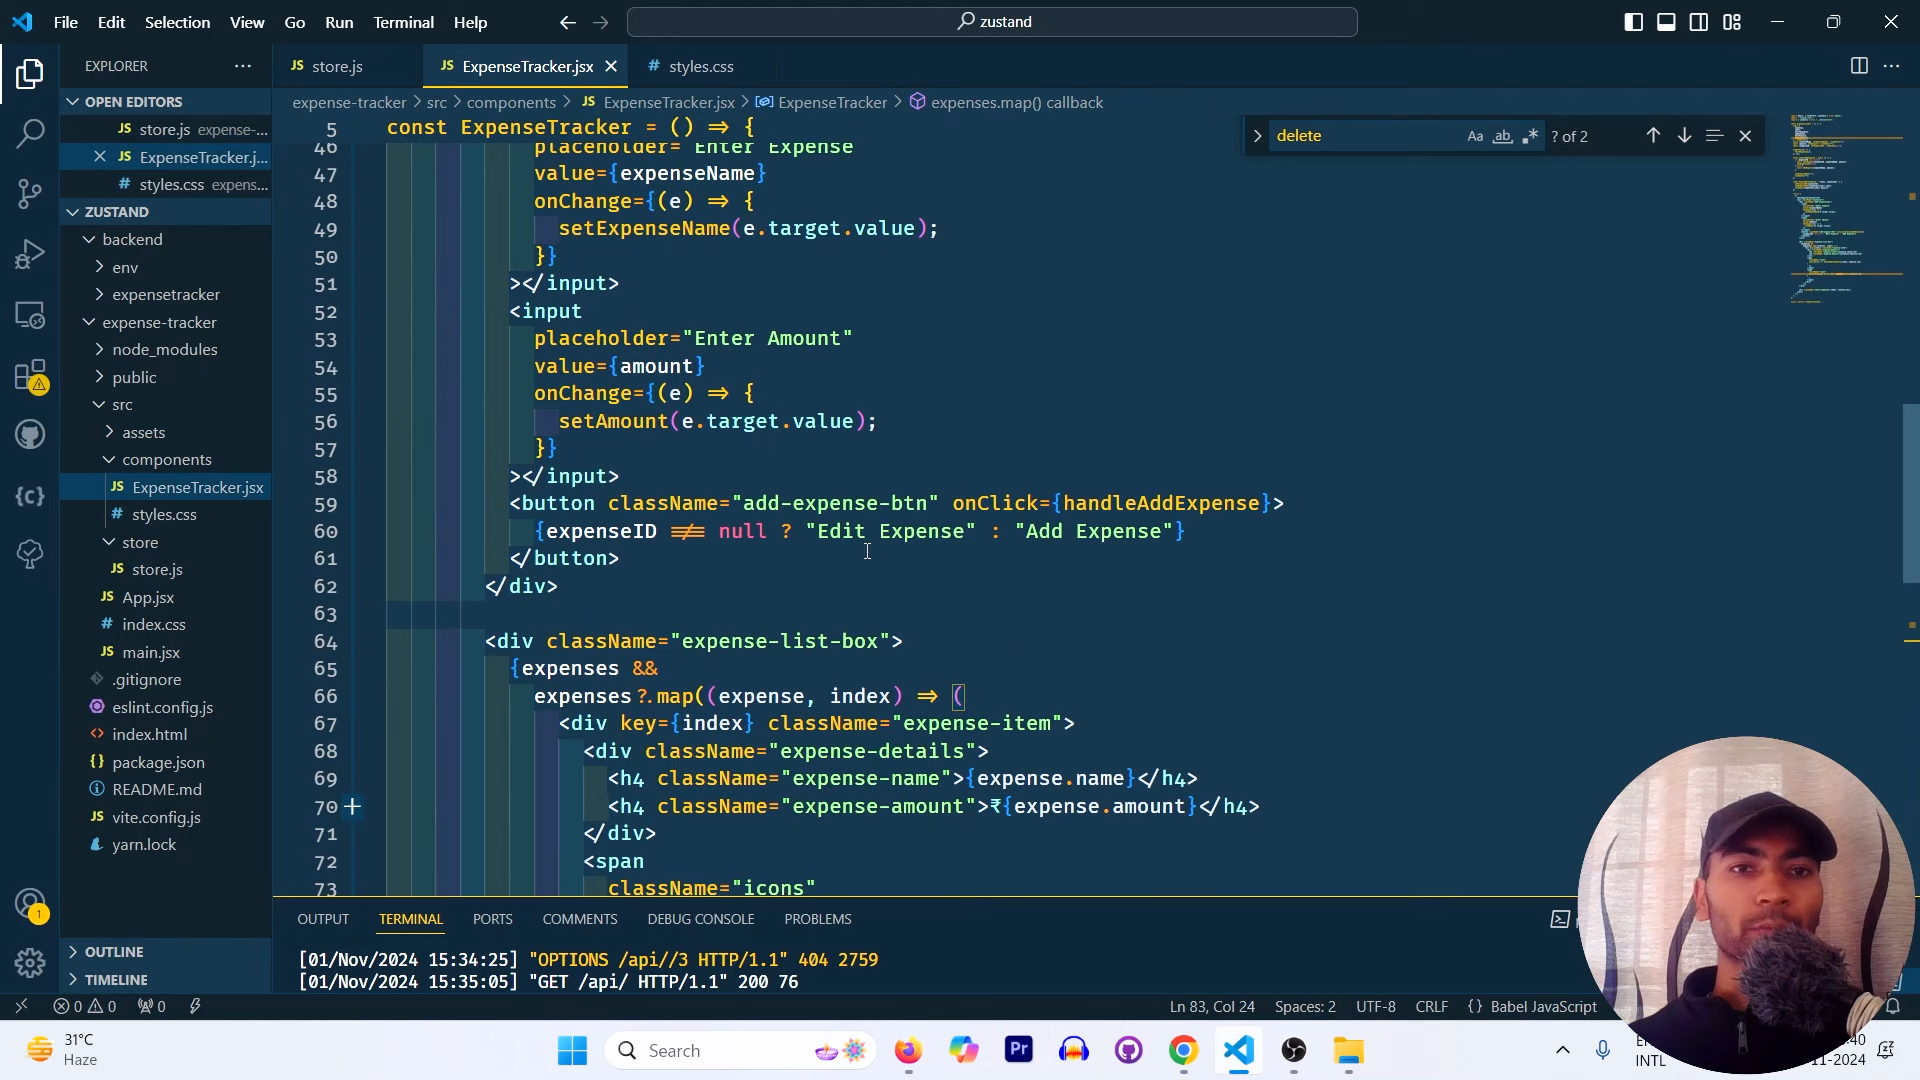 File Edit Selection View Go Run Terminal Help
zustand
EXPLORER
OPEN EDITORS
store.js expense-...
ExpenseTracker.j...
styles.css expens...
ZUSTAND
backend
env
expensetracker
expense-tracker
node_modules
public
src
assets
components
ExpenseTracker.jsx
styles.css
store
store.js
App.jsx
index.css
main.jsx
.gitignore
eslint.config.js
index.html
package.json
README.md
vite.config.js
yarn.lock
OUTLINE
TIMELINE
store.js
ExpenseTracker.jsx
styles.css
expense-tracker > src > components > ExpenseTracker.jsx > ExpenseTracker > expenses.map() callback
delete
? of 2
5 const ExpenseTracker = () => {
46 placeholder="Enter Expense
47 value={expenseName}
48 onChange={(e) => {
49 setExpenseName(e.target.value);
50 }}
51 ></input>
52 <input
53 placeholder="Enter Amount"
54 value={amount}
55 onChange={(e) => {
56 setAmount(e.target.value);
57 }}
58 ></input>
59 <button className="add-expense-btn" onClick={handleAddExpense}>
60 {expenseID !== null ? "Edit Expense" : "Add Expense"}
61 </button>
62 </div>
63
64 <div className="expense-list-box">
65 {expenses &&
66 expenses?.map((expense, index) => (
67 <div key={index} className="expense-item">
68 <div className="expense-details">
69 <h4 className="expense-name">{expense.name}</h4>
70 <h4 className="expense-amount">₹{expense.amount}</h4>
71 </div>
72 <span
73 className="icons"
OUTPUT TERMINAL PORTS COMMENTS DEBUG CONSOLE PROBLEMS
[01/Nov/2024 15:34:25] "OPTIONS /api//3 HTTP/1.1" 404 2759
[01/Nov/2024 15:35:05] "GET /api/ HTTP/1.1" 200 76
0 0 0
Ln 83, Col 24 Spaces: 2 UTF-8 CRLF {} Babel JavaScript
31°C
Haze
Search
INTL
:40
11-2024